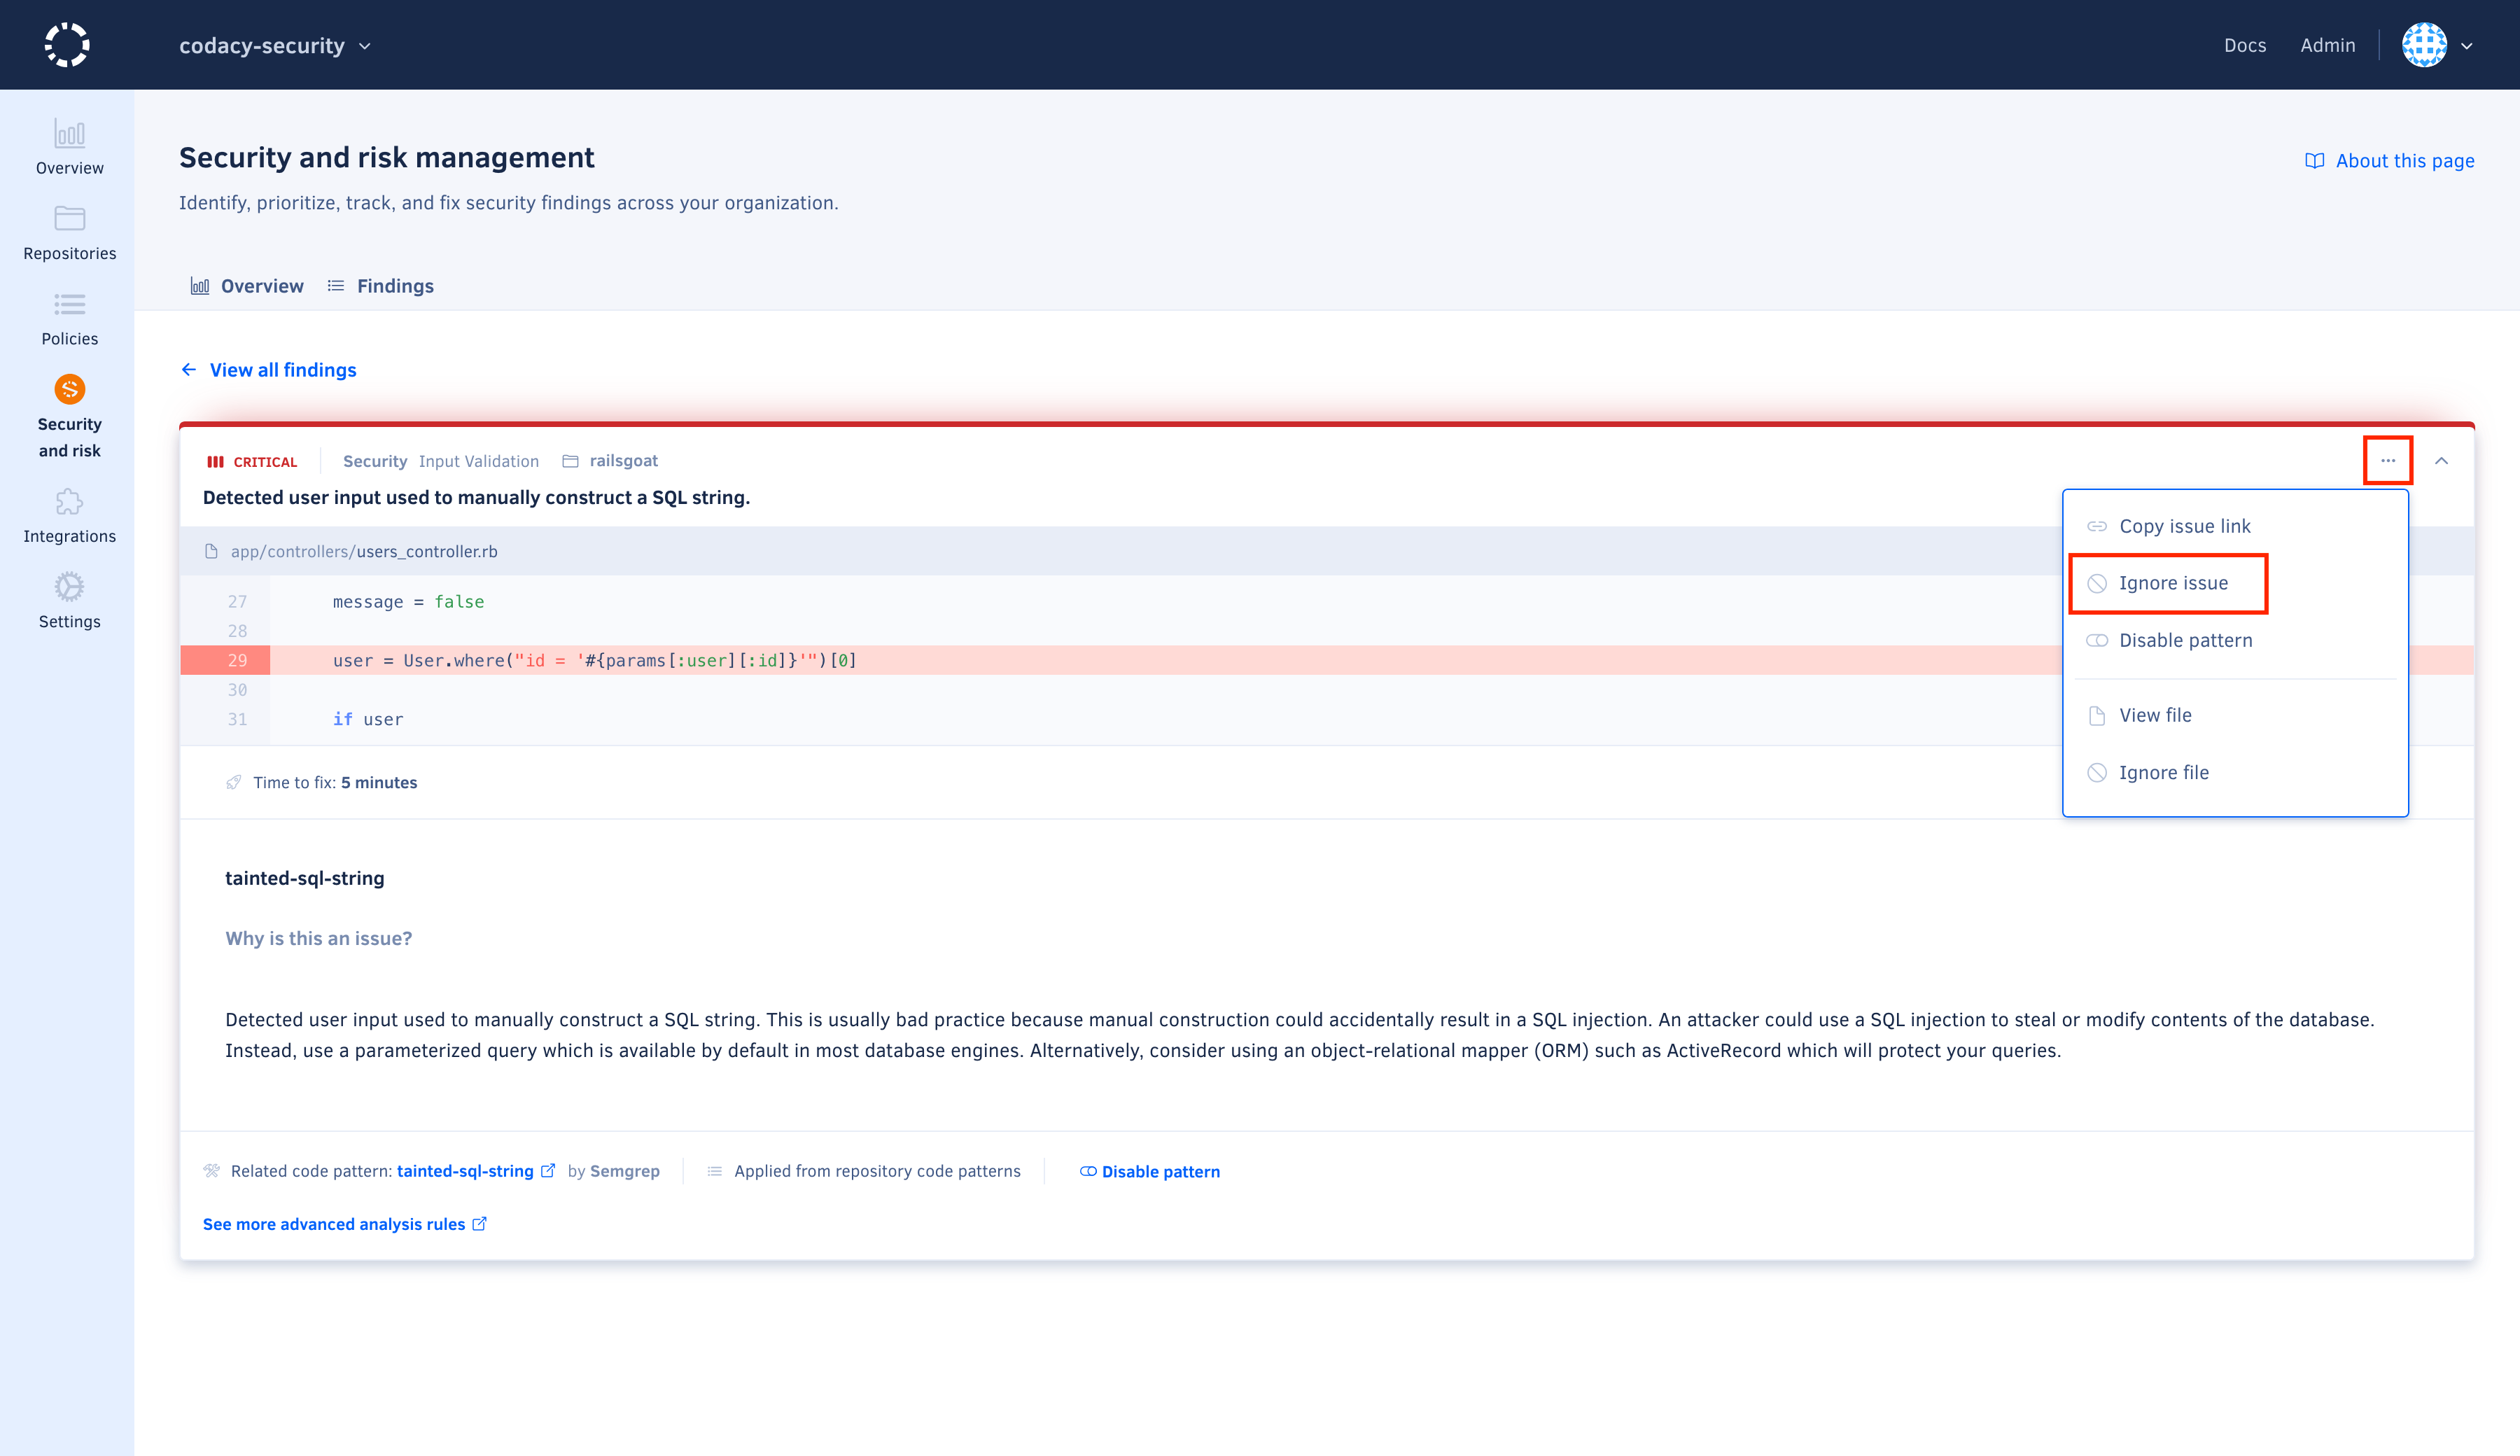 codacy-security
Docs
Admin
Overview
Repositories
Policies
Security
and risk
Integrations
Settings
Security and risk management
About this page
Identify, prioritize, track, and fix security findings across your organization.
Overview
Findings
View all findings
CRITICAL
Security Input Validation
railsgoat
...
Detected user input used to manually construct a SQL string.
app/controllers/users_controller.rb
27 message = false
28
29 user = User.where("id = '#{params[:user][:id]}'")[0]
30
31 if user
Copy issue link
Ignore issue
Disable pattern
View file
Ignore file
Time to fix: 5 minutes
tainted-sql-string
Why is this an issue?
Detected user input used to manually construct a SQL string. This is usually bad practice because manual construction could accidentally result in a SQL injection. An attacker could use a SQL injection to steal or modify contents of the database.
Instead, use a parameterized query which is available by default in most database engines. Alternatively, consider using an object-relational mapper (ORM) such as ActiveRecord which will protect your queries.
Related code pattern: tainted-sql-string by Semgrep
Applied from repository code patterns
Disable pattern
See more advanced analysis rules